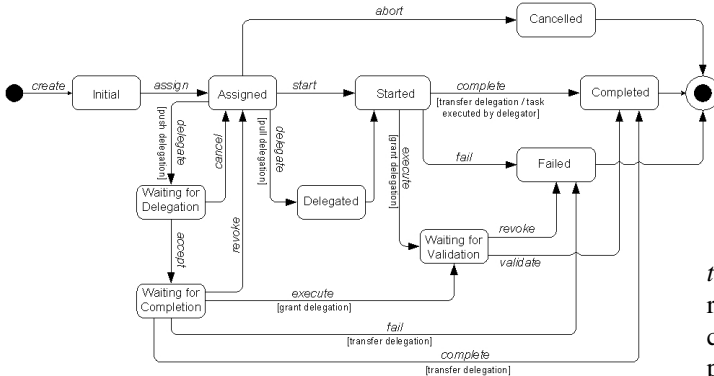 abort
Cancelled
create
Initial
assign
Assigned
start
Started
complete
[transfer delegation / task
executed by delegator]
Completed
delegate
[push delegation]
cancel
revoke
delegate
[pull delegation]
execute
[grant delegation]
fail
Failed
Waiting for
Delegation
Delegated
accept
Waiting for
Validation
revoke
validate
Waiting for
Completion
execute
[grant delegation]
fail
[transfer delegation]
complete
[transfer delegation]